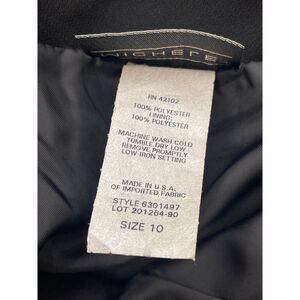 RN 42102
100% POLYESTER
LINING:
100% POLYESTER
MACHINE WASH COLD
TUMBLE DRY LOW
REMOVE PROMPTLY
LOW IRON SETTING
MADE IN U.S.A.
OF IMPORTED FABRIC
STYLE 6301497
LOT 201264-90
SIZE 10